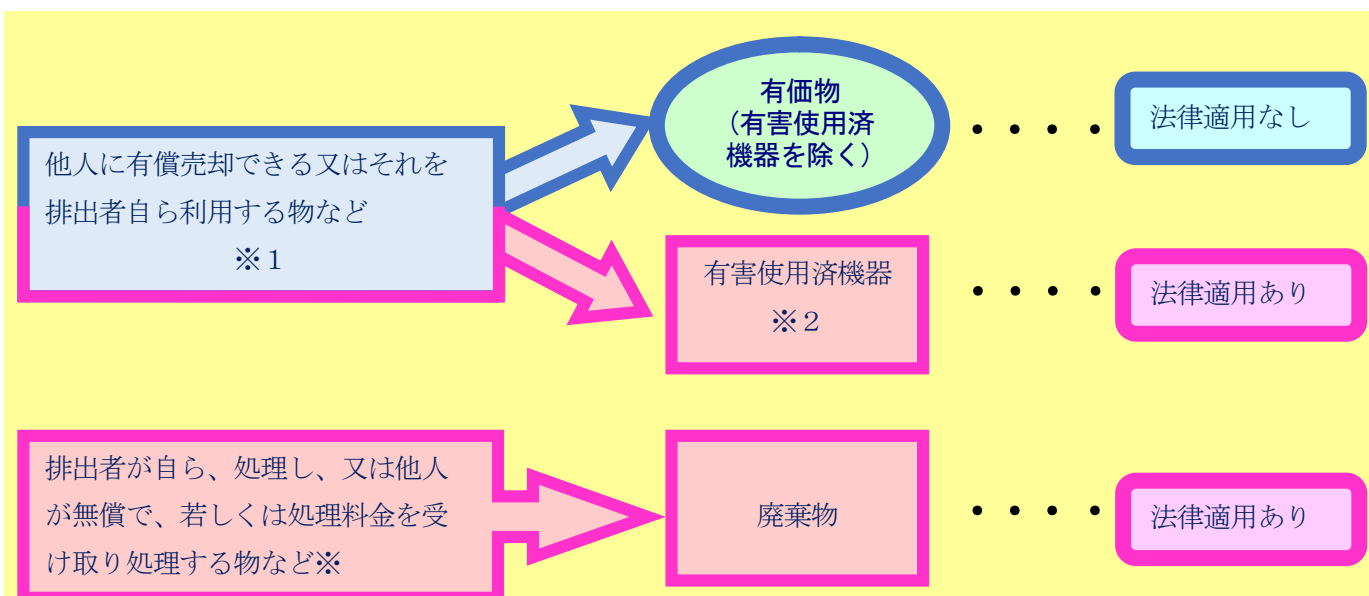 他人に有償売却できる又はそれを
排出者自ら利用する物など
※１
有価物
（有害使用済
機器を除く）
・・・・
法律適用なし
有害使用済機器
※２
・・・・
法律適用あり
排出者が自ら、処理し、又は他人
が無償で、若しくは処理料金を受
け取り処理する物など※
廃棄物
・・・・
法律適用あり